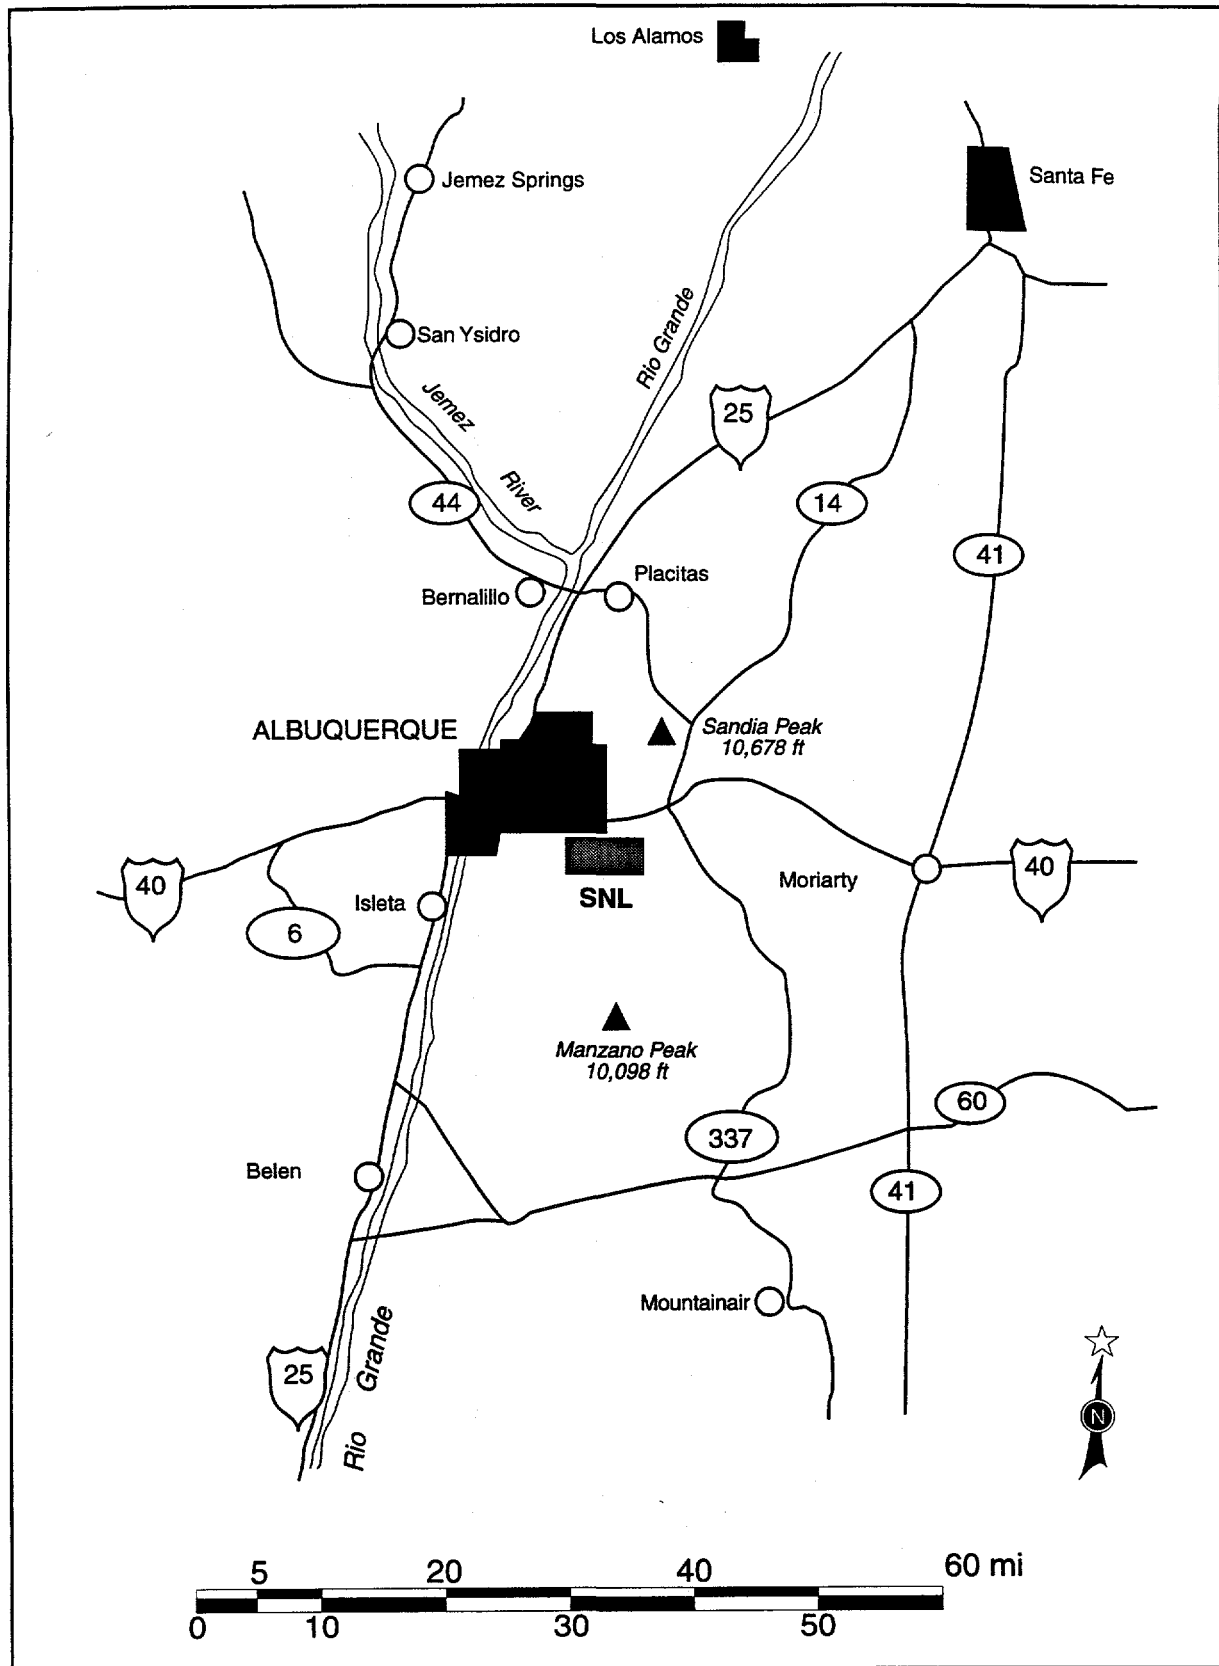 Los Alamos
Santa Fe
Jemez Springs
San Ysidro
Rio Grande
Jemez
River
25
44
14
41
Placitas
Bernalillo
ALBUQUERQUE
Sandia Peak
10,678 ft
40
Moriarty
40
SNL
Isleta
6
Manzano Peak
10,098 ft
60
337
Belen
41
Mountainair
25
Rio Grande
N
5 20 40 60 mi
0 10 30 50